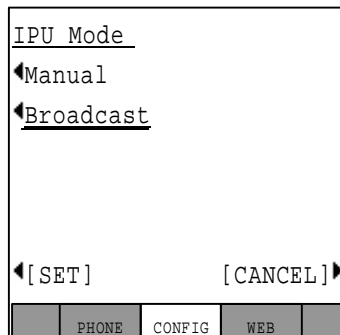 IPU Mode
Manual
Broadcast
[SET] [CANCEL]
PHONE CONFIG WEB